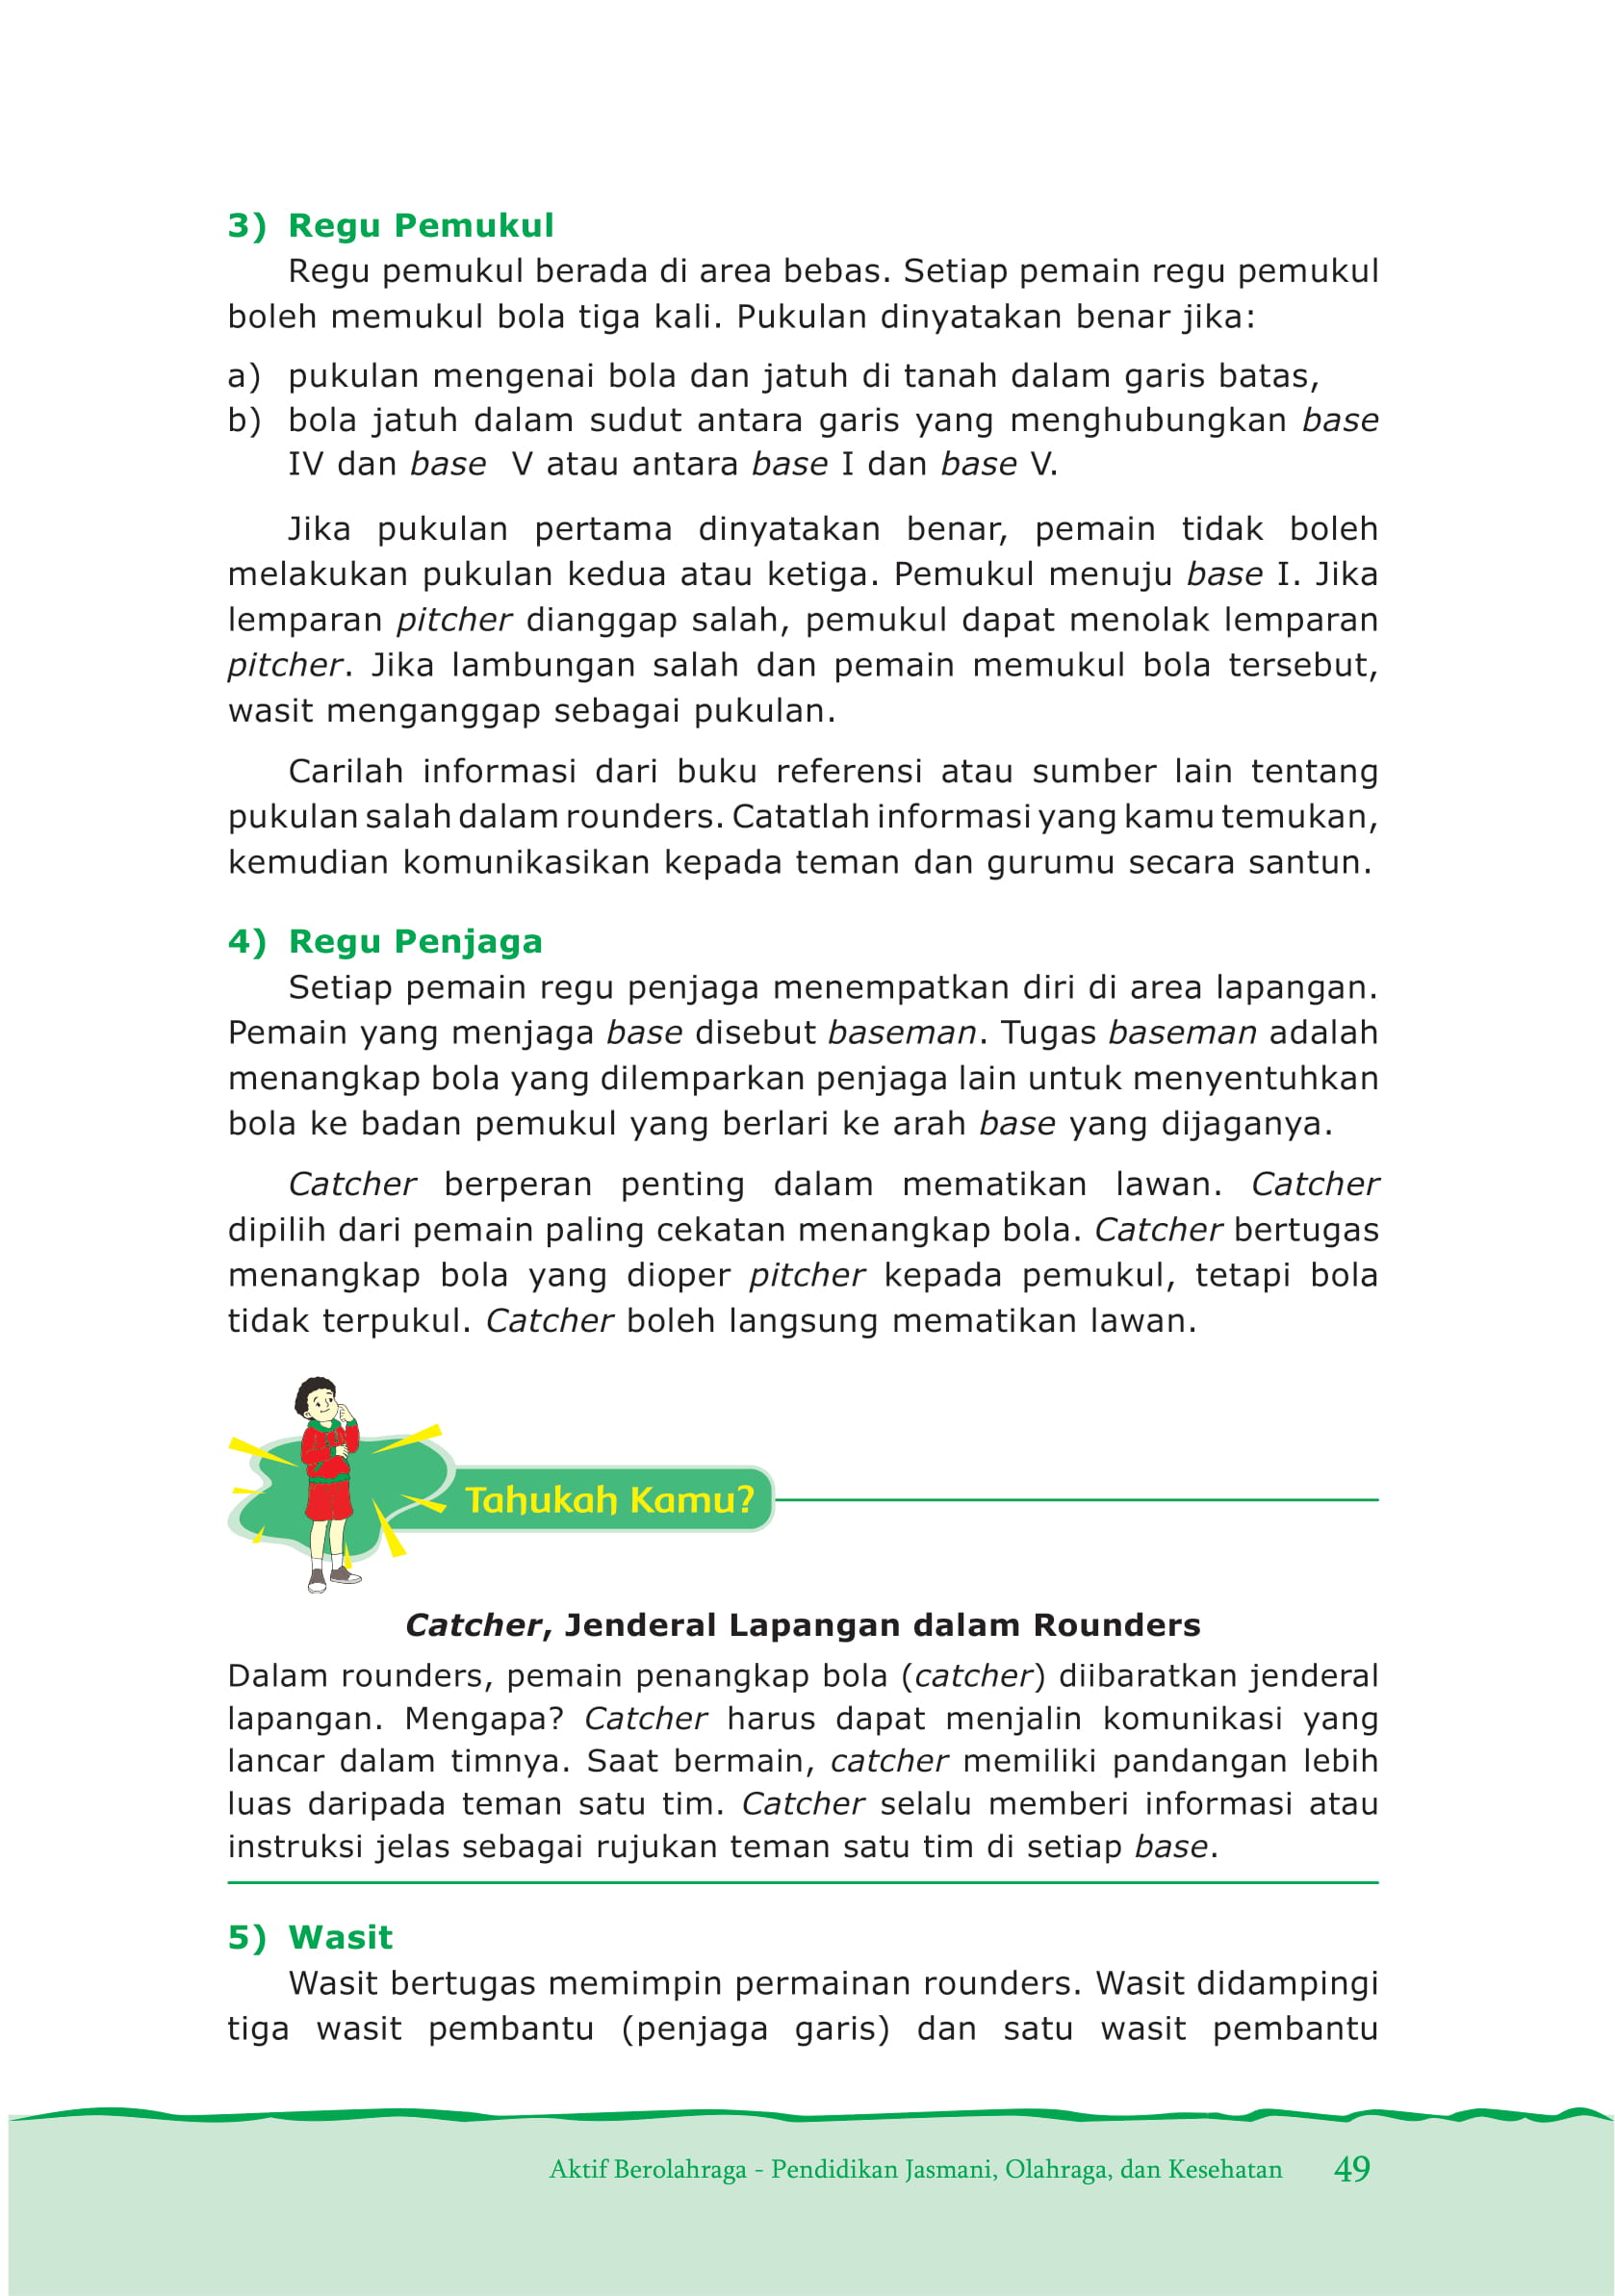 3) Regu Pemukul
Regu pemukul berada di area bebas. Setiap pemain regu pemukul
boleh memukul bola tiga kali. Pukulan dinyatakan benar jika:
a) pukulan mengenai bola dan jatuh di tanah dalam garis batas,
b) bola jatuh dalam sudut antara garis yang menghubungkan base
IV dan base V atau antara base I dan base V.
Jika pukulan pertama dinyatakan benar, pemain tidak boleh
melakukan pukulan kedua atau ketiga. Pemukul menuju base I. Jika
lemparan pitcher dianggap salah, pemukul dapat menolak lemparan
pitcher. Jika lambungan salah dan pemain memukul bola tersebut,
wasit menganggap sebagai pukulan.
Carilah informasi dari buku referensi atau sumber lain tentang
pukulan salah dalam rounders. Catatlah informasi yang kamu temukan,
kemudian komunikasikan kepada teman dan gurumu secara santun.
4) Regu Penjaga
Setiap pemain regu penjaga menempatkan diri di area lapangan.
Pemain yang menjaga base disebut baseman. Tugas baseman adalah
menangkap bola yang dilemparkan penjaga lain untuk menyentuhkan
bola ke badan pemukul yang berlari ke arah base yang dijaganya.
Catcher berperan penting dalam mematikan lawan. Catcher
dipilih dari pemain paling cekatan menangkap bola. Catcher bertugas
menangkap bola yang dioper pitcher kepada pemukul, tetapi bola
tidak terpukul. Catcher boleh langsung mematikan lawan.
Tahukah Kamu?
Catcher, Jenderal Lapangan dalam Rounders
Dalam rounders, pemain penangkap bola (catcher) diibaratkan jenderal
lapangan. Mengapa? Catcher harus dapat menjalin komunikasi yang
lancar dalam timnya. Saat bermain, catcher memiliki pandangan lebih
luas daripada teman satu tim. Catcher selalu memberi informasi atau
instruksi jelas sebagai rujukan teman satu tim di setiap base.
5) Wasit
Wasit bertugas memimpin permainan rounders. Wasit didampingi
tiga wasit pembantu (penjaga garis) dan satu wasit pembantu
Aktif Berolahraga - Pendidikan Jasmani, Olahraga, dan Kesehatan 49